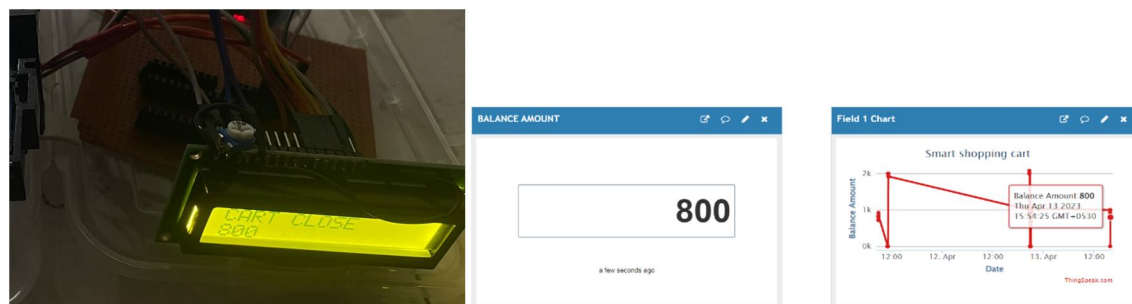 CHART CLOSE
800
BALANCE AMOUNT
800
a few seconds ago
Field 1 Chart
Smart shopping cart
Balance Amount
2k
1k
0k
Balance Amount 800
Thu Apr 13 2023
15:54:25 GMT+0530
12:00
12. Apr
12:00
13. Apr
12:00
Date
ThingSpeak.com